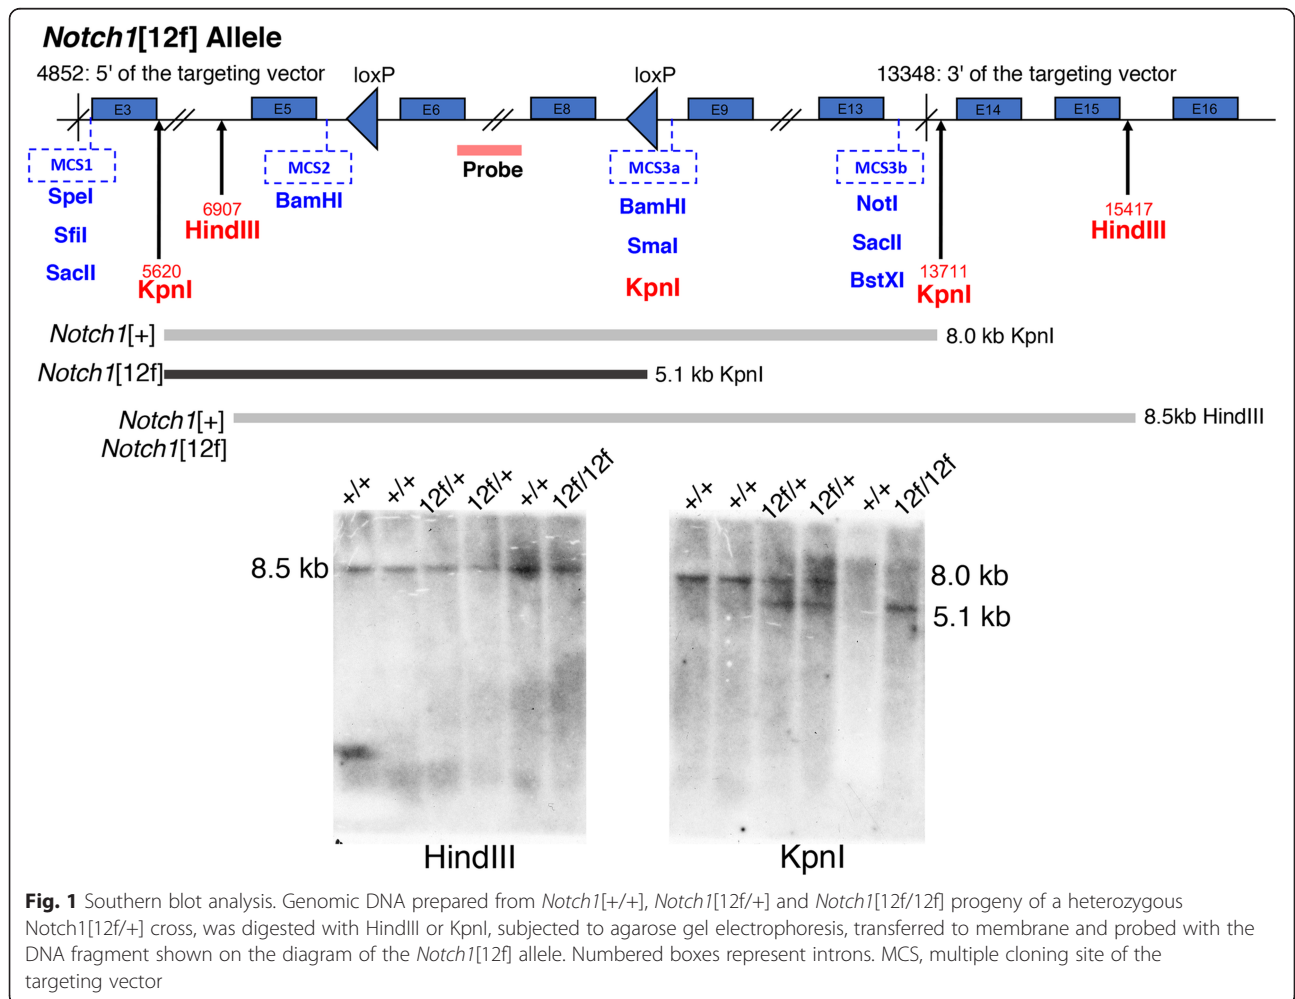 Notch1[12f] Allele
4852: 5' of the targeting vector
loxP
loxP
13348: 3' of the targeting vector
E3
E5
E6
E8
E9
E13
E14
E15
E16
MCS1
MCS2
Probe
MCS3a
MCS3b
SpeI
SfiI
SacII
5620
KpnI
6907
HindIII
BamHI
BamHI
SmaI
KpnI
NotI
SacII
BstXI
13711
KpnI
15417
HindIII
Notch1[+]
8.0 kb KpnI
Notch1[12f]
5.1 kb KpnI
Notch1[+]
8.5kb HindIII
Notch1[12f]
+/+
+/+
12f/+
12f/+
+/+
12f/12f
+/+
+/+
12f/+
12f/+
+/+
12f/12f
8.5 kb
8.0 kb
5.1 kb
HindIII
KpnI
Fig. 1 Southern blot analysis. Genomic DNA prepared from Notch1[+/+], Notch1[12f/+] and Notch1[12f/12f] progeny of a heterozygous
Notch1[12f/+] cross, was digested with HindIII or KpnI, subjected to agarose gel electrophoresis, transferred to membrane and probed with the
DNA fragment shown on the diagram of the Notch1[12f] allele. Numbered boxes represent introns. MCS, multiple cloning site of the
targeting vector